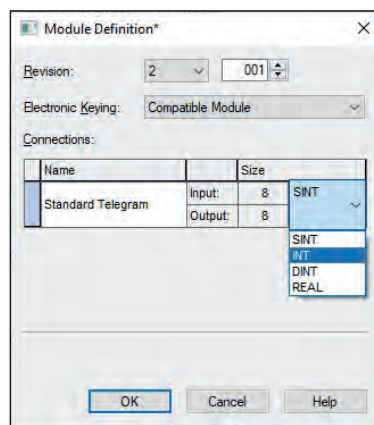 Module Definition*
Revision: 2 001
Electronic Keying: Compatible Module
Connections:
Name Size
Standard Telegram Input: 8 SINT
Output: 8
SINT
INT
DINT
REAL
OK Cancel Help